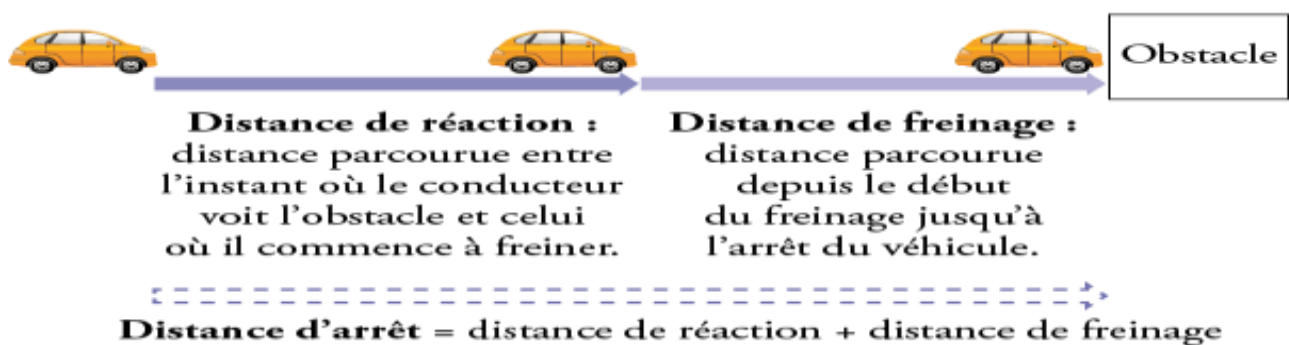 Obstacle
Distance de réaction :
distance parcourue entre
l'instant où le conducteur
voit l'obstacle et celui
où il commence à freiner.
Distance de freinage :
distance parcourue
depuis le début
du freinage jusqu'à
l'arrêt du véhicule.
Distance d'arrêt = distance de réaction + distance de freinage